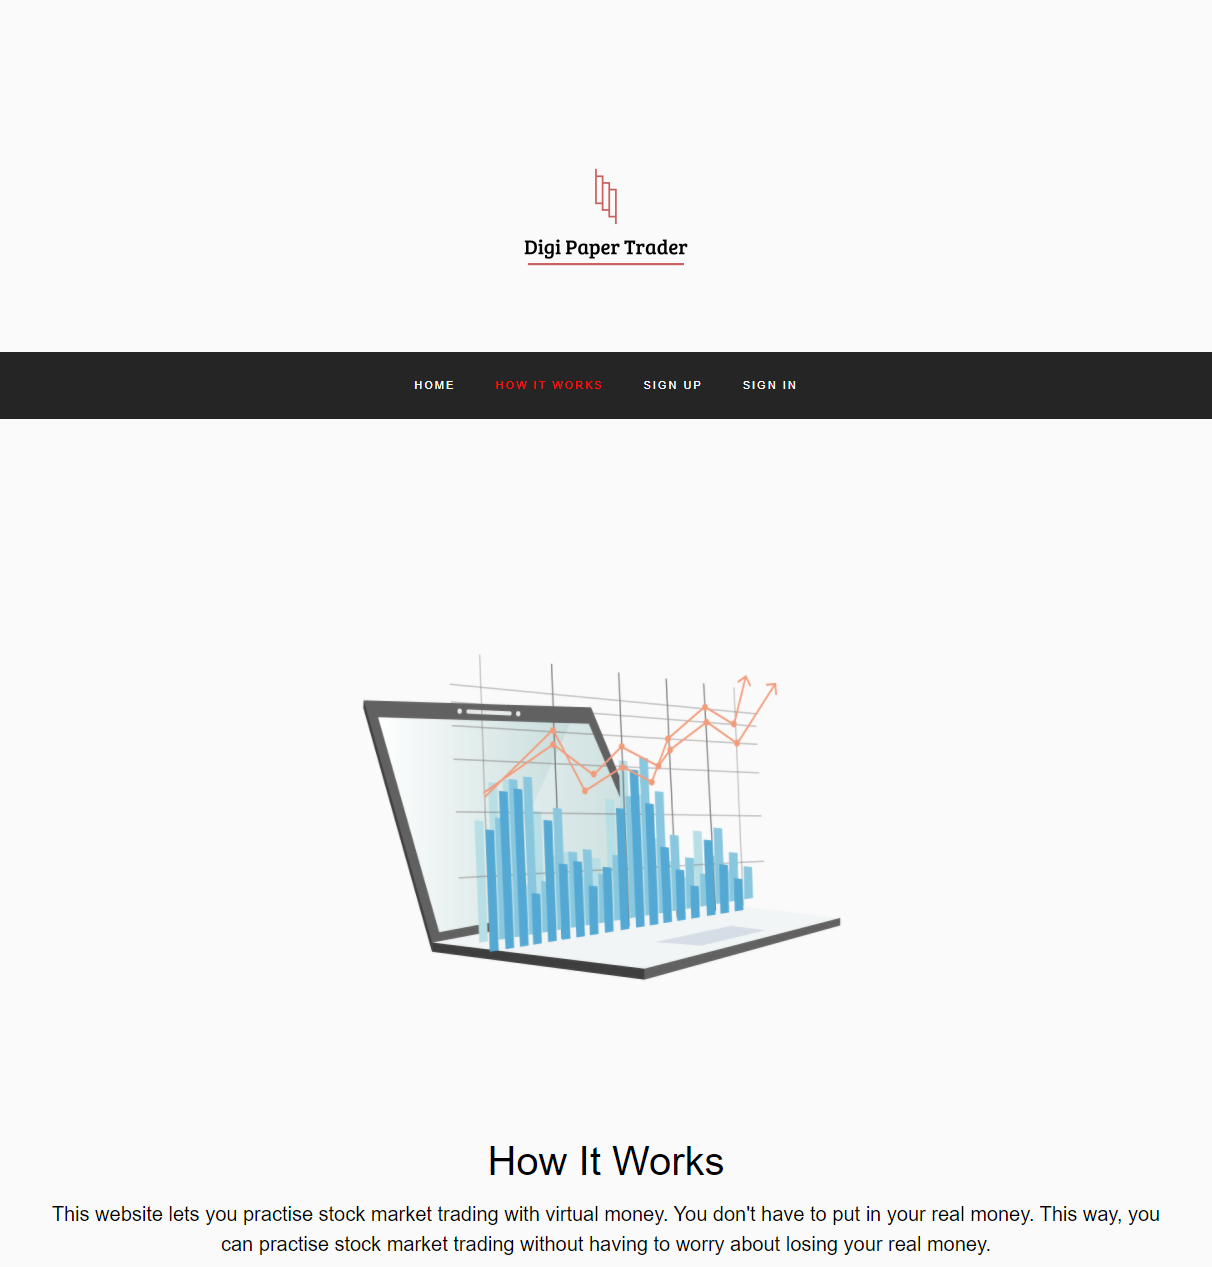 Digi Paper Trader
HOME HOW IT WORKS SIGN UP SIGN IN
How It Works
This website lets you practise stock market trading with virtual money. You don't have to put in your real money. This way, you
can practise stock market trading without having to worry about losing your real money.